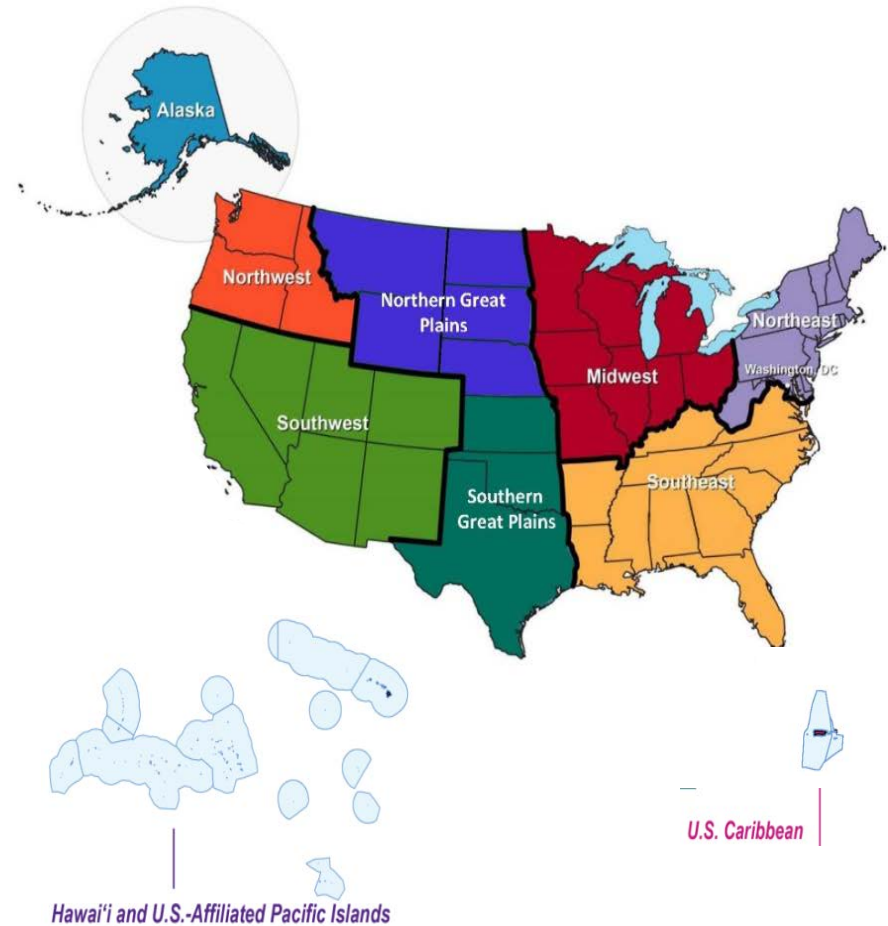 Alaska
Northwest
Northern Great
Plains
Northeast
Washington, DC
Midwest
Southwest
Southeast
Southern
Great Plains
U.S. Caribbean
Hawaiʻi and U.S.-Affiliated Pacific Islands